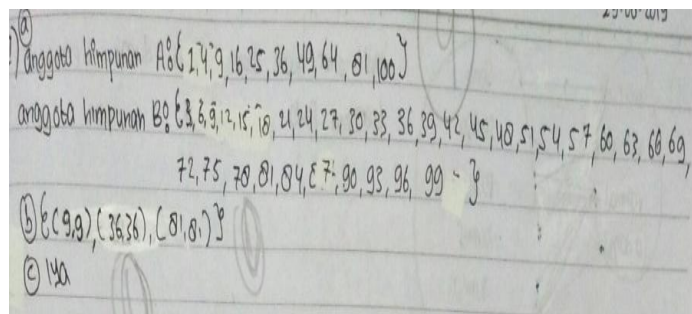 23-08-2019
ⓐ
1) anggota himpunan A:{1,4,9,16,25,36,49,64,81,100}
anggota himpunan B:{3,6,9,12,15,18,21,24,27,30,33,36,39,42,45,48,51,54,57,60,63,66,69,
72,75,78,81,84,87,90,93,96,99}
ⓑ {(9,9),(36,36),(81,81)}
ⓒ iya